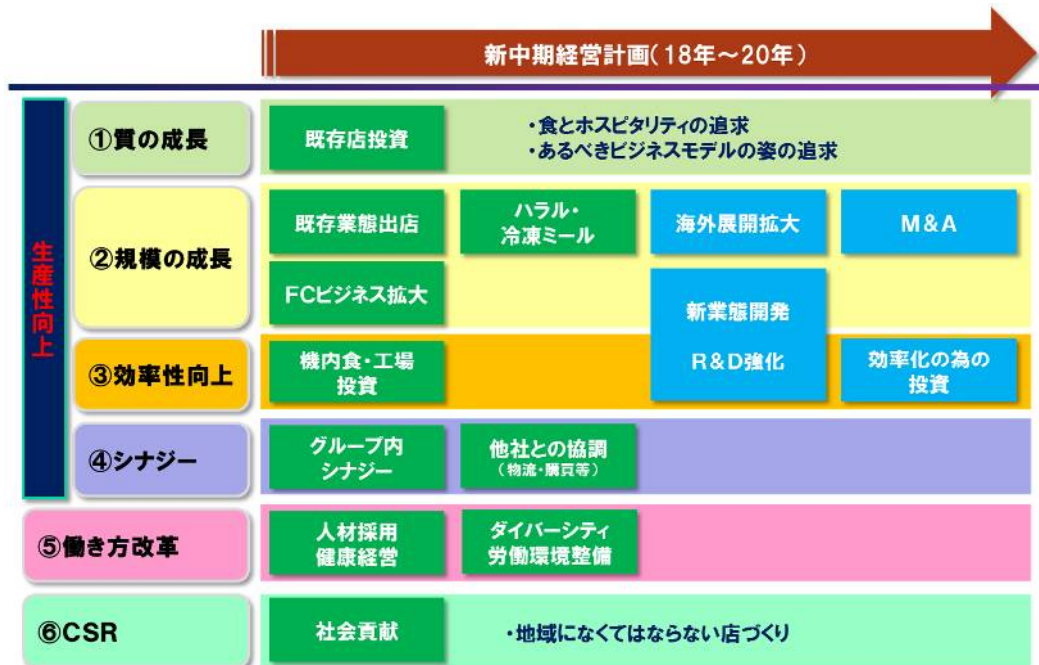 新中期経営計画(18年～20年)
生産性向上
①質の成長
既存店投資
・食とホスピタリティの追求
・あるべきビジネスモデルの姿の追求
②規模の成長
既存業態出店
ハラル・
冷凍ミール
海外展開拡大
M&A
FCビジネス拡大
新業態開発
R&D強化
③効率性向上
機内食・工場
投資
効率化の為の
投資
④シナジー
グループ内
シナジー
他社との協調
(物流・購買等)
⑤働き方改革
人材採用
健康経営
ダイバーシティ
労働環境整備
⑥CSR
社会貢献
・地域になくてはならない店づくり